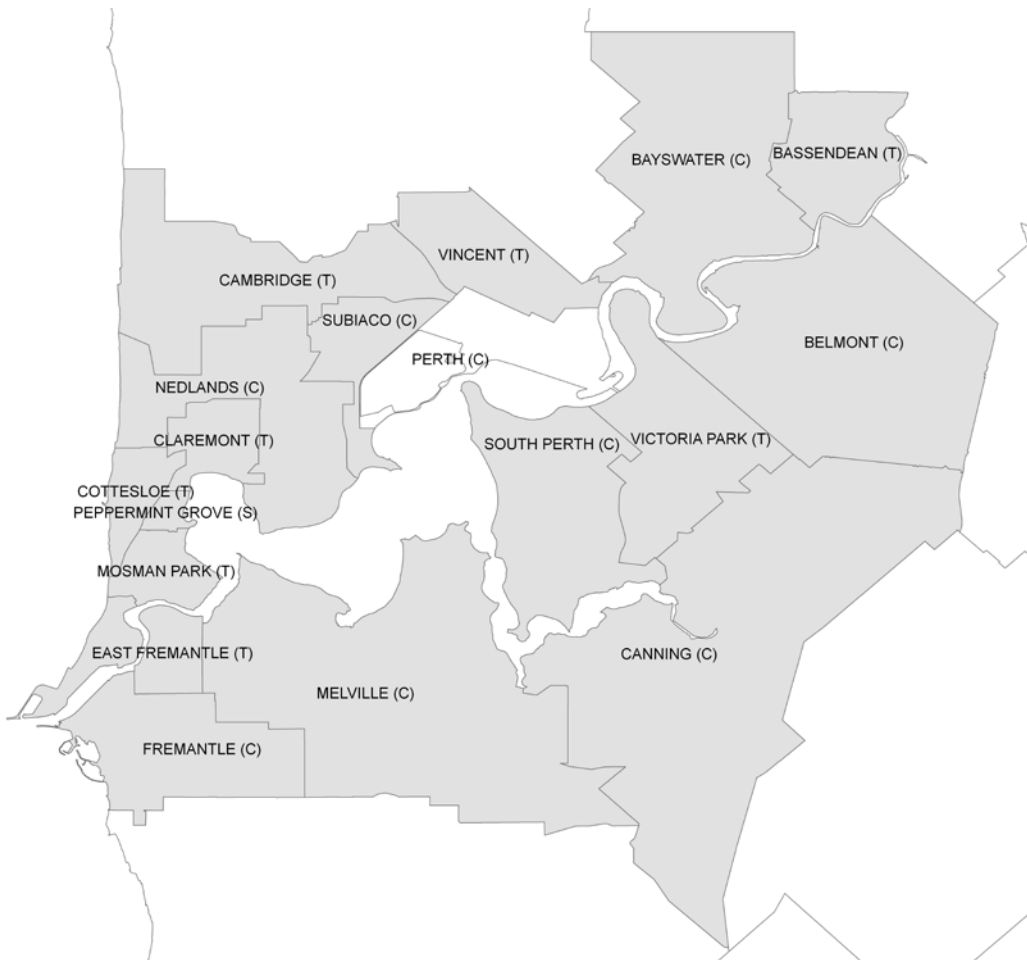 BAYSWATER (C)
BASSENDEAN (T)
VINCENT (T)
CAMBRIDGE (T)
SUBIACO (C)
BELMONT (C)
PERTH (C)
NEDLANDS (C)
CLAREMONT (T)
SOUTH PERTH (C)
VICTORIA PARK (T)
COTTESLOE (T)
PEPPERMINT GROVE (S)
MOSMAN PARK (T)
EAST FREMANTLE (T)
CANNING (C)
MELVILLE (C)
FREMANTLE (C)